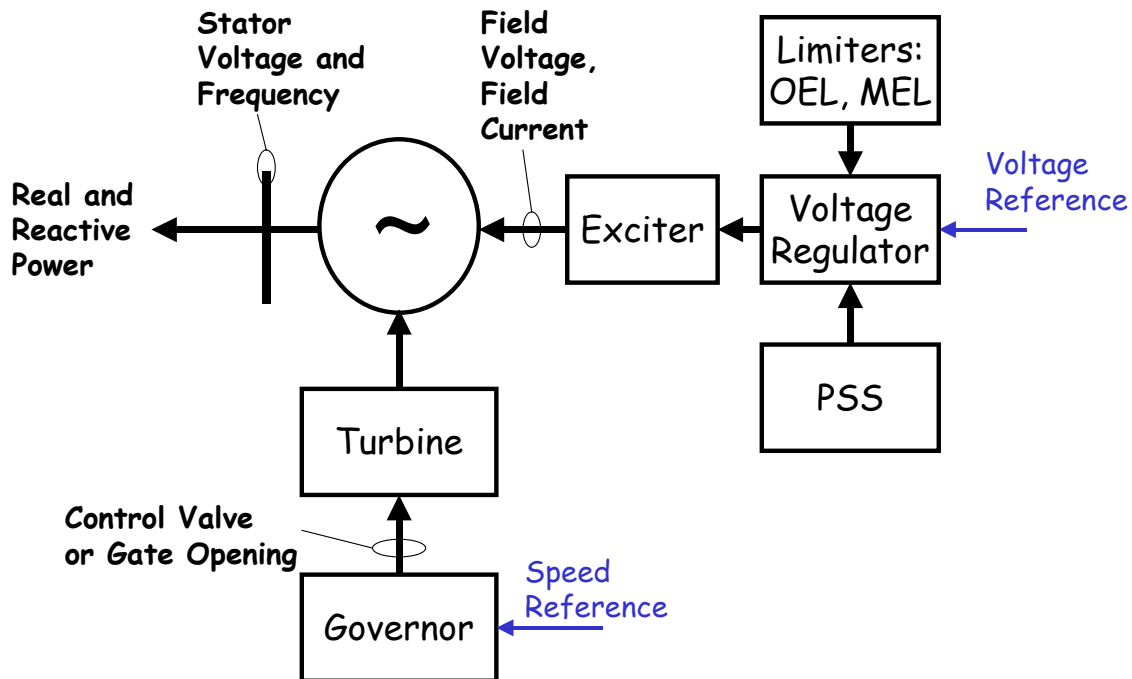 Stator
Voltage and
Frequency
Field
Voltage,
Field
Current
Limiters:
OEL, MEL
Real and
Reactive
Power
~
Exciter
Voltage
Regulator
Voltage
Reference
PSS
Turbine
Control Valve
or Gate Opening
Governor
Speed
Reference